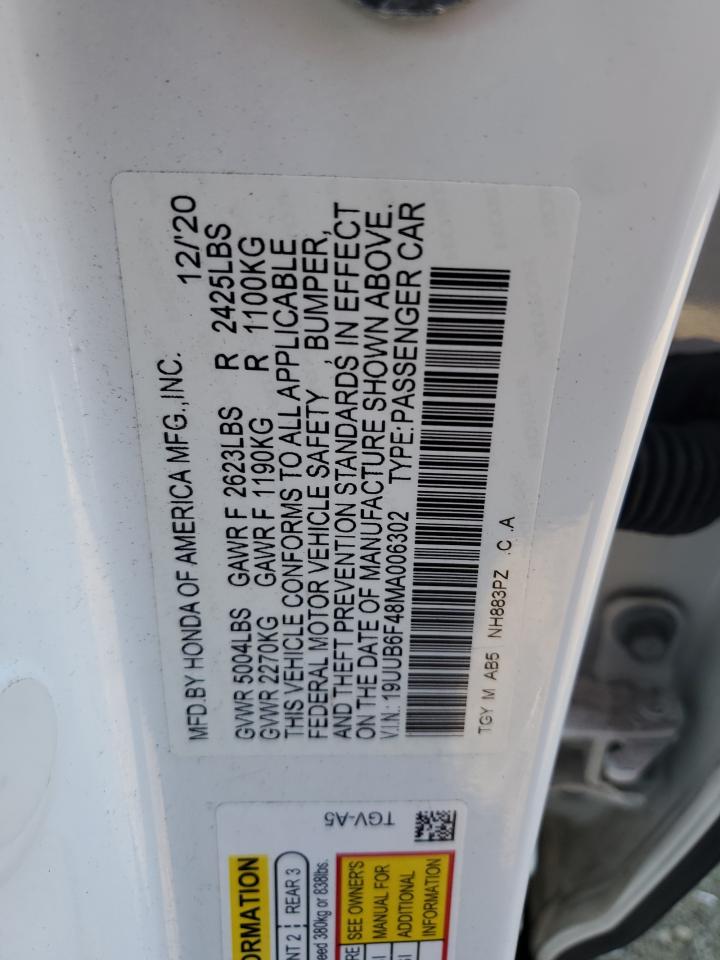 MFD.BY HONDA OF AMERICA MFG.,INC. 12/'20
GVWR 5004LBS GAWR F 2623LBS R 2425LBS
GVWR 2270KG GAWR F 1190KG R 1100KG
THIS VEHICLE CONFORMS TO ALL APPLICABLE
FEDERAL MOTOR VEHICLE SAFETY , BUMPER,
AND THEFT PREVENTION STANDARDS IN EFFECT
ON THE DATE OF MANUFACTURE SHOWN ABOVE.
V.I.N.: 19UUB6F48MA006302 TYPE:PASSENGER CAR
TGY M AB5 NH883PZ .C .A
TGV-A5
REAR 3
380kg or 838lbs.
SEE OWNER'S
MANUAL FOR
ADDITIONAL
INFORMATION